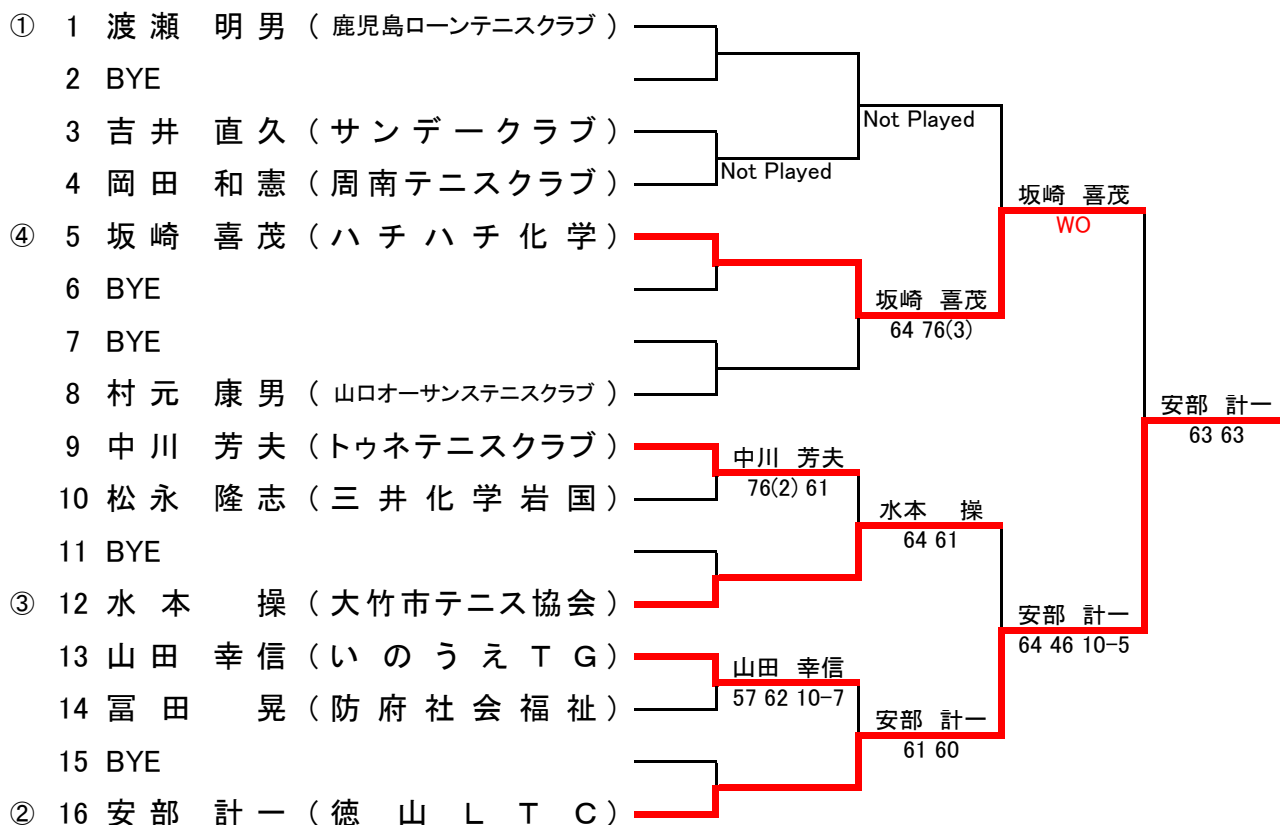 ① 1 渡瀬 明男 ( 鹿児島ローンテニスクラブ )
2 BYE
Not Played
3 吉井 直久 ( サンデークラブ )
Not Played
4 岡田 和憲 ( 周南テニスクラブ )
坂崎 喜茂
WO
④ 5 坂崎 喜茂 ( ハチハチ化学 )
6 BYE
坂崎 喜茂
64 76(3)
7 BYE
8 村元 康男 ( 山口オーサンステニスクラブ )
安部 計一
63 63
9 中川 芳夫 ( トゥネテニスクラブ )
中川 芳夫
76(2) 61
10 松永 隆志 ( 三井化学岩国 )
水本 操
64 61
11 BYE
③ 12 水本 操 ( 大竹市テニス協会 )
安部 計一
64 46 10-5
13 山田 幸信 ( いのうえTG )
山田 幸信
57 62 10-7
14 冨田 晃 ( 防府社会福祉 )
安部 計一
61 60
15 BYE
② 16 安部 計一 ( 徳山LTC )